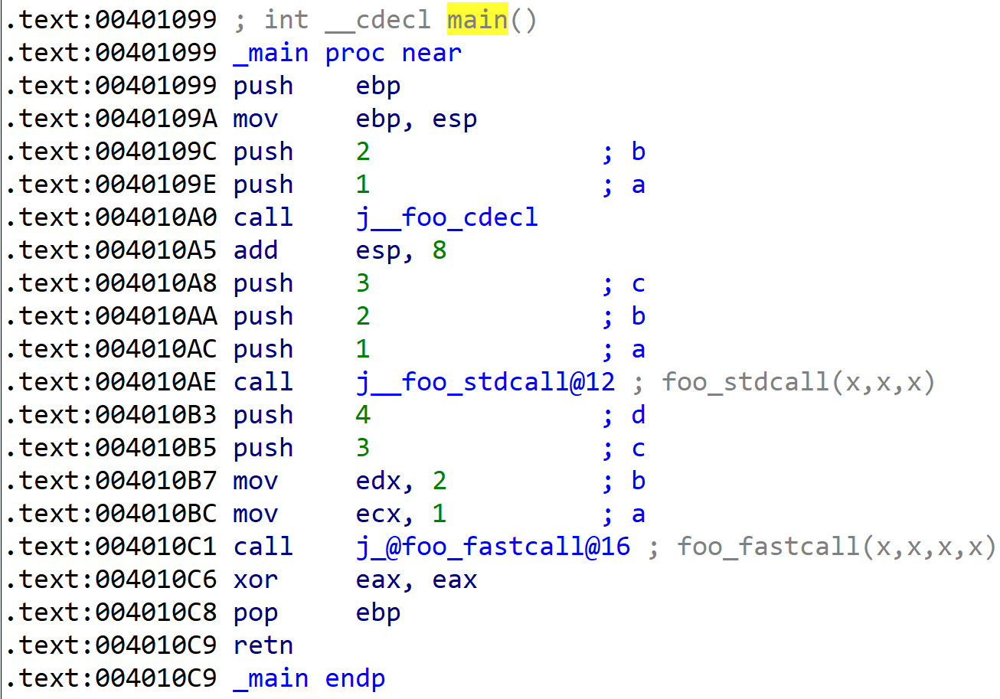 .text:00401099 ; int __cdecl main()
.text:00401099 _main proc near
.text:00401099 push    ebp
.text:0040109A mov     ebp, esp
.text:0040109C push    2               ; b
.text:0040109E push    1               ; a
.text:004010A0 call    j__foo_cdecl
.text:004010A5 add     esp, 8
.text:004010A8 push    3               ; c
.text:004010AA push    2               ; b
.text:004010AC push    1               ; a
.text:004010AE call    j__foo_stdcall@12 ; foo_stdcall(x,x,x)
.text:004010B3 push    4               ; d
.text:004010B5 push    3               ; c
.text:004010B7 mov     edx, 2          ; b
.text:004010BC mov     ecx, 1          ; a
.text:004010C1 call    j_@foo_fastcall@16 ; foo_fastcall(x,x,x,x)
.text:004010C6 xor     eax, eax
.text:004010C8 pop     ebp
.text:004010C9 retn
.text:004010C9 _main endp